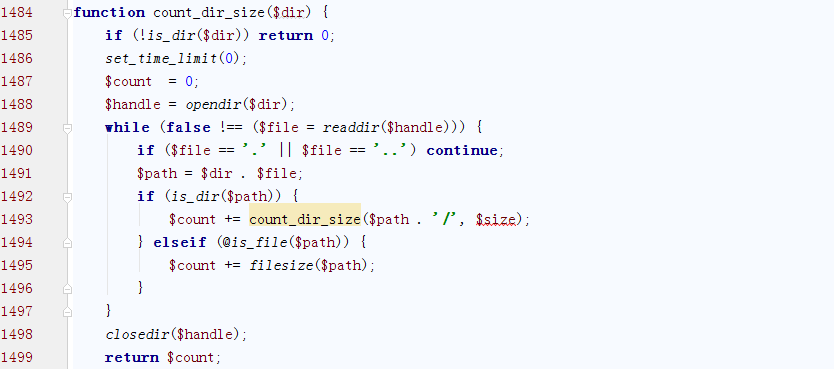 1484 function count_dir_size($dir) {
1485 if (!is_dir($dir)) return 0;
1486 set_time_limit(0);
1487 $count  = 0;
1488 $handle = opendir($dir);
1489 while (false !== ($file = readdir($handle))) {
1490 if ($file == '.' || $file == '..') continue;
1491 $path = $dir . $file;
1492 if (is_dir($path)) {
1493 $count += count_dir_size($path . '/', $size);
1494 } elseif (@is_file($path)) {
1495 $count += filesize($path);
1496 }
1497 }
1498 closedir($handle);
1499 return $count;